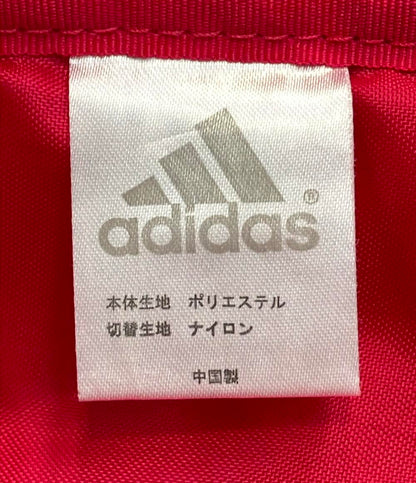 adidas®
本体生地 ポリエステル
切替生地 ナイロン
中国製